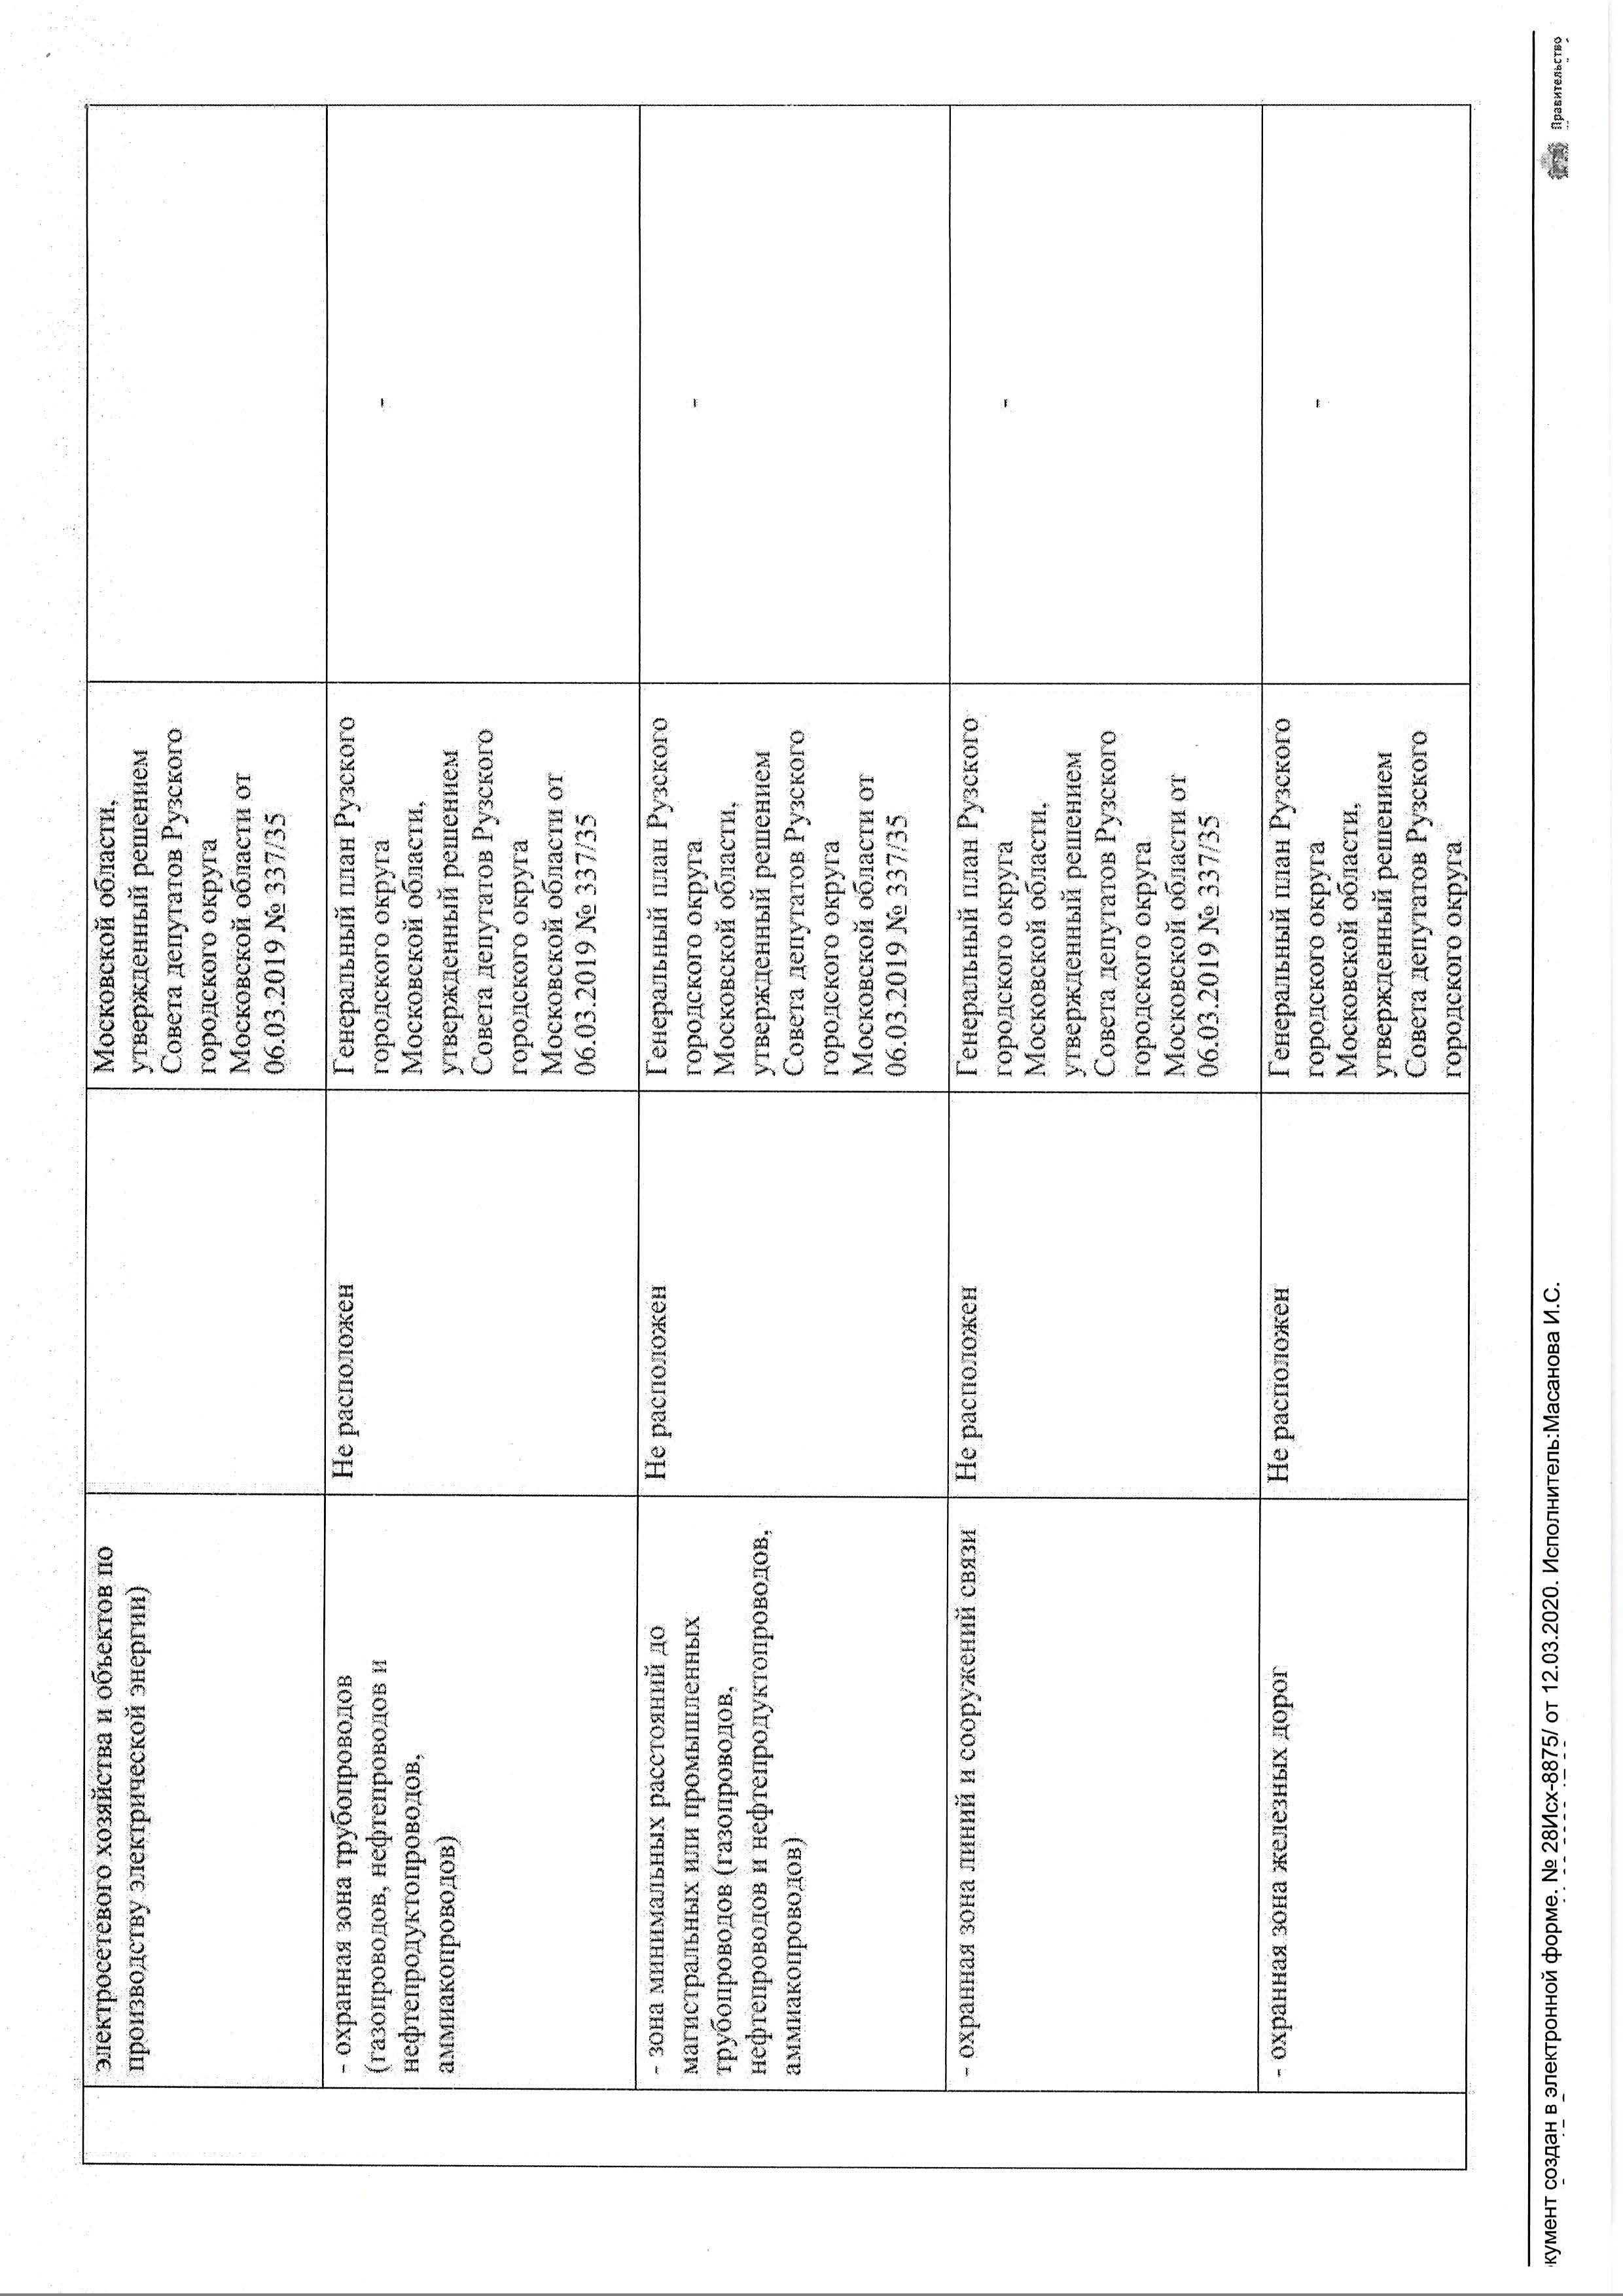 электросетевого хозяйства и объектов по
производству электрической энергии)
Московской области,
утвержденный решением
Совета депутатов Рузского
городского округа
Московской области от
06.03.2019 № 337/35
- охранная зона трубопроводов
(газопроводов, нефтепроводов и
нефтепродуктопроводов,
аммиакопроводов)
Не расположен
Генеральный план Рузского
городского округа
Московской области,
утвержденный решением
Совета депутатов Рузского
городского округа
Московской области от
06.03.2019 № 337/35
-
- зона минимальных расстояний до
магистральных или промышленных
трубопроводов (газопроводов,
нефтепроводов и нефтепродуктопроводов,
аммиакопроводов)
Не расположен
Генеральный план Рузского
городского округа
Московской области,
утвержденный решением
Совета депутатов Рузского
городского округа
Московской области от
06.03.2019 № 337/35
-
- охранная зона линий и сооружений связи
Не расположен
Генеральный план Рузского
городского округа
Московской области,
утвержденный решением
Совета депутатов Рузского
городского округа
Московской области от
06.03.2019 № 337/35
-
- охранная зона железных дорог
Не расположен
Генеральный план Рузского
городского округа
Московской области,
утвержденный решением
Совета депутатов Рузского
городского округа
-
кумент создан в электронной форме. № 28Исх-8875/ от 12.03.2020. Исполнитель:Масанова И.С.
Правительство